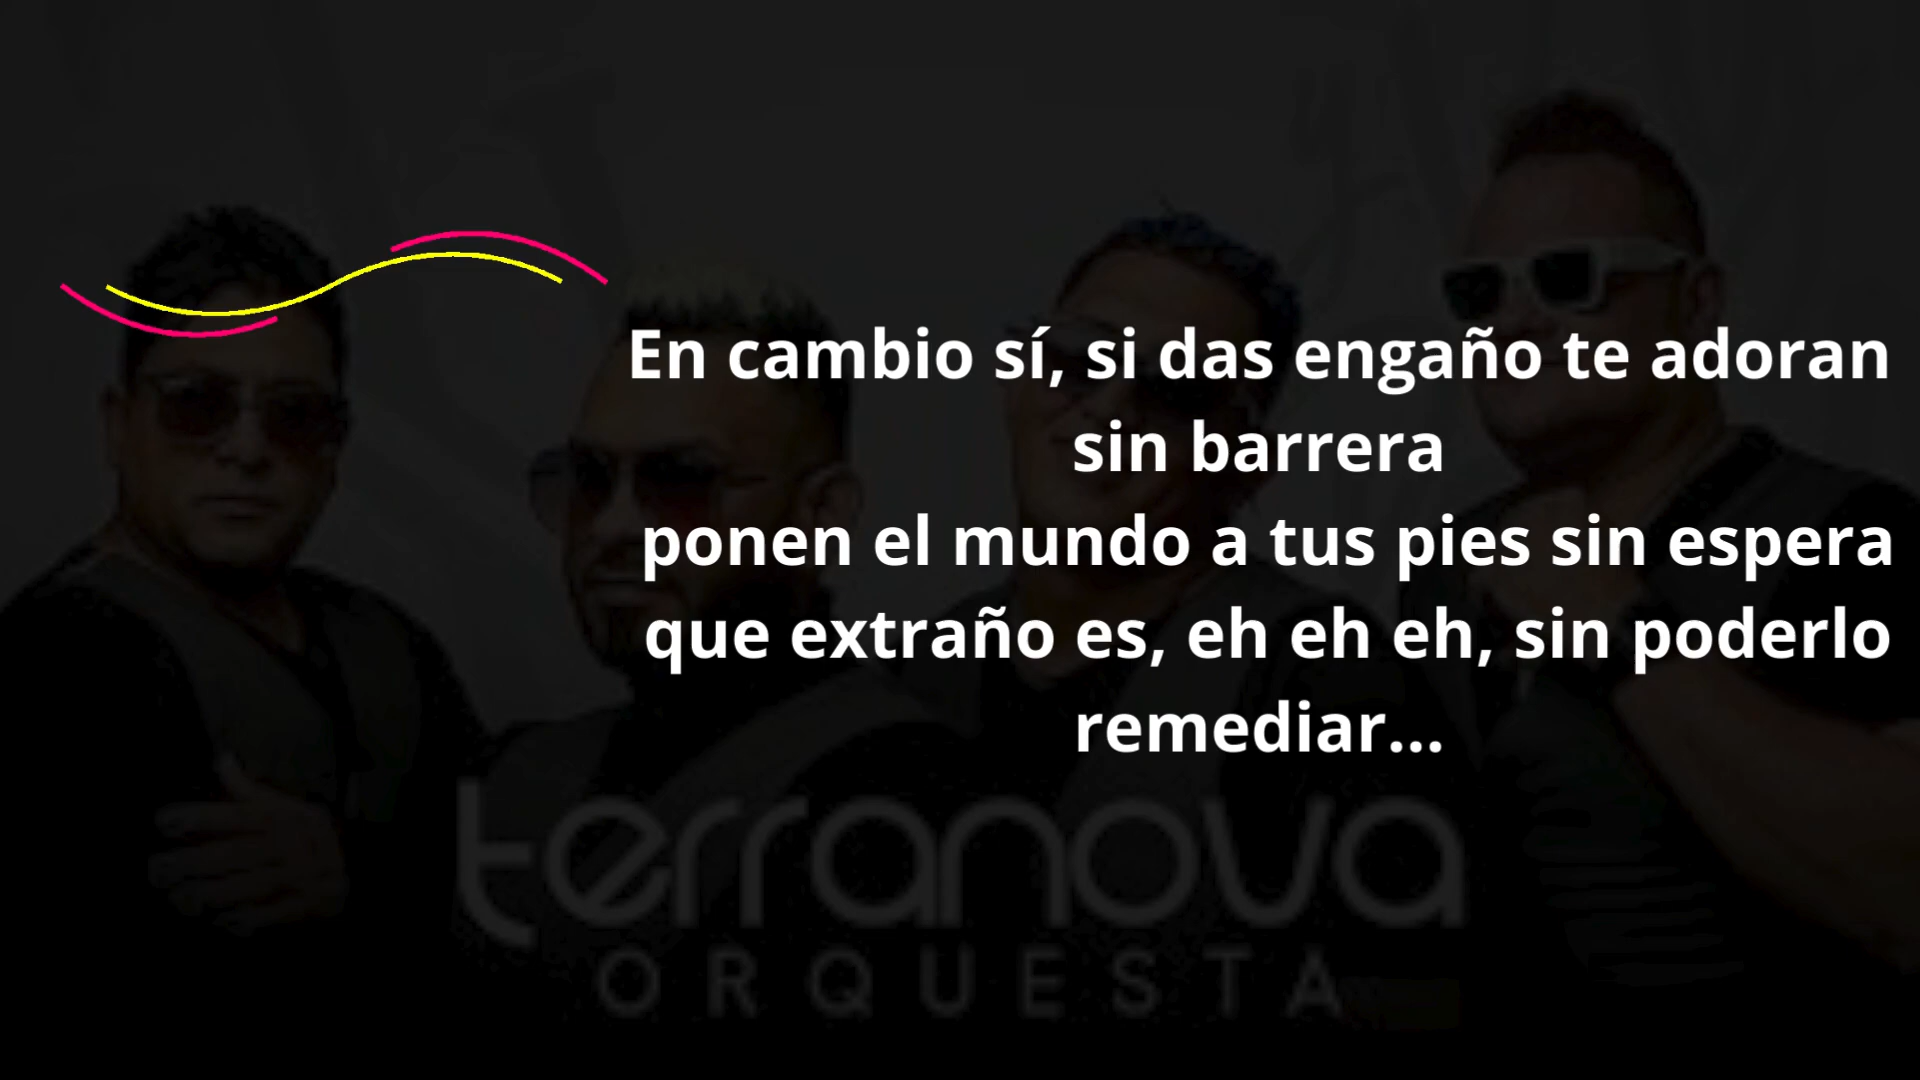 En cambio sí, si das engaño te adoran
sin barrera
ponen el mundo a tus pies sin espera
que extraño es, eh eh eh, sin poderlo
remediar...
terranova
ORQUESTA